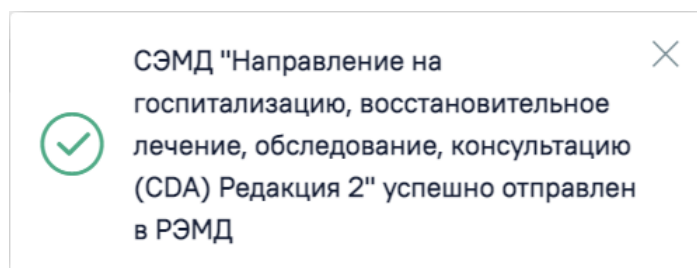 СЭМД "Направление на
госпитализацию, восстановительное
лечение, обследование, консультацию
(CDA) Редакция 2" успешно отправлен
в РЭМД